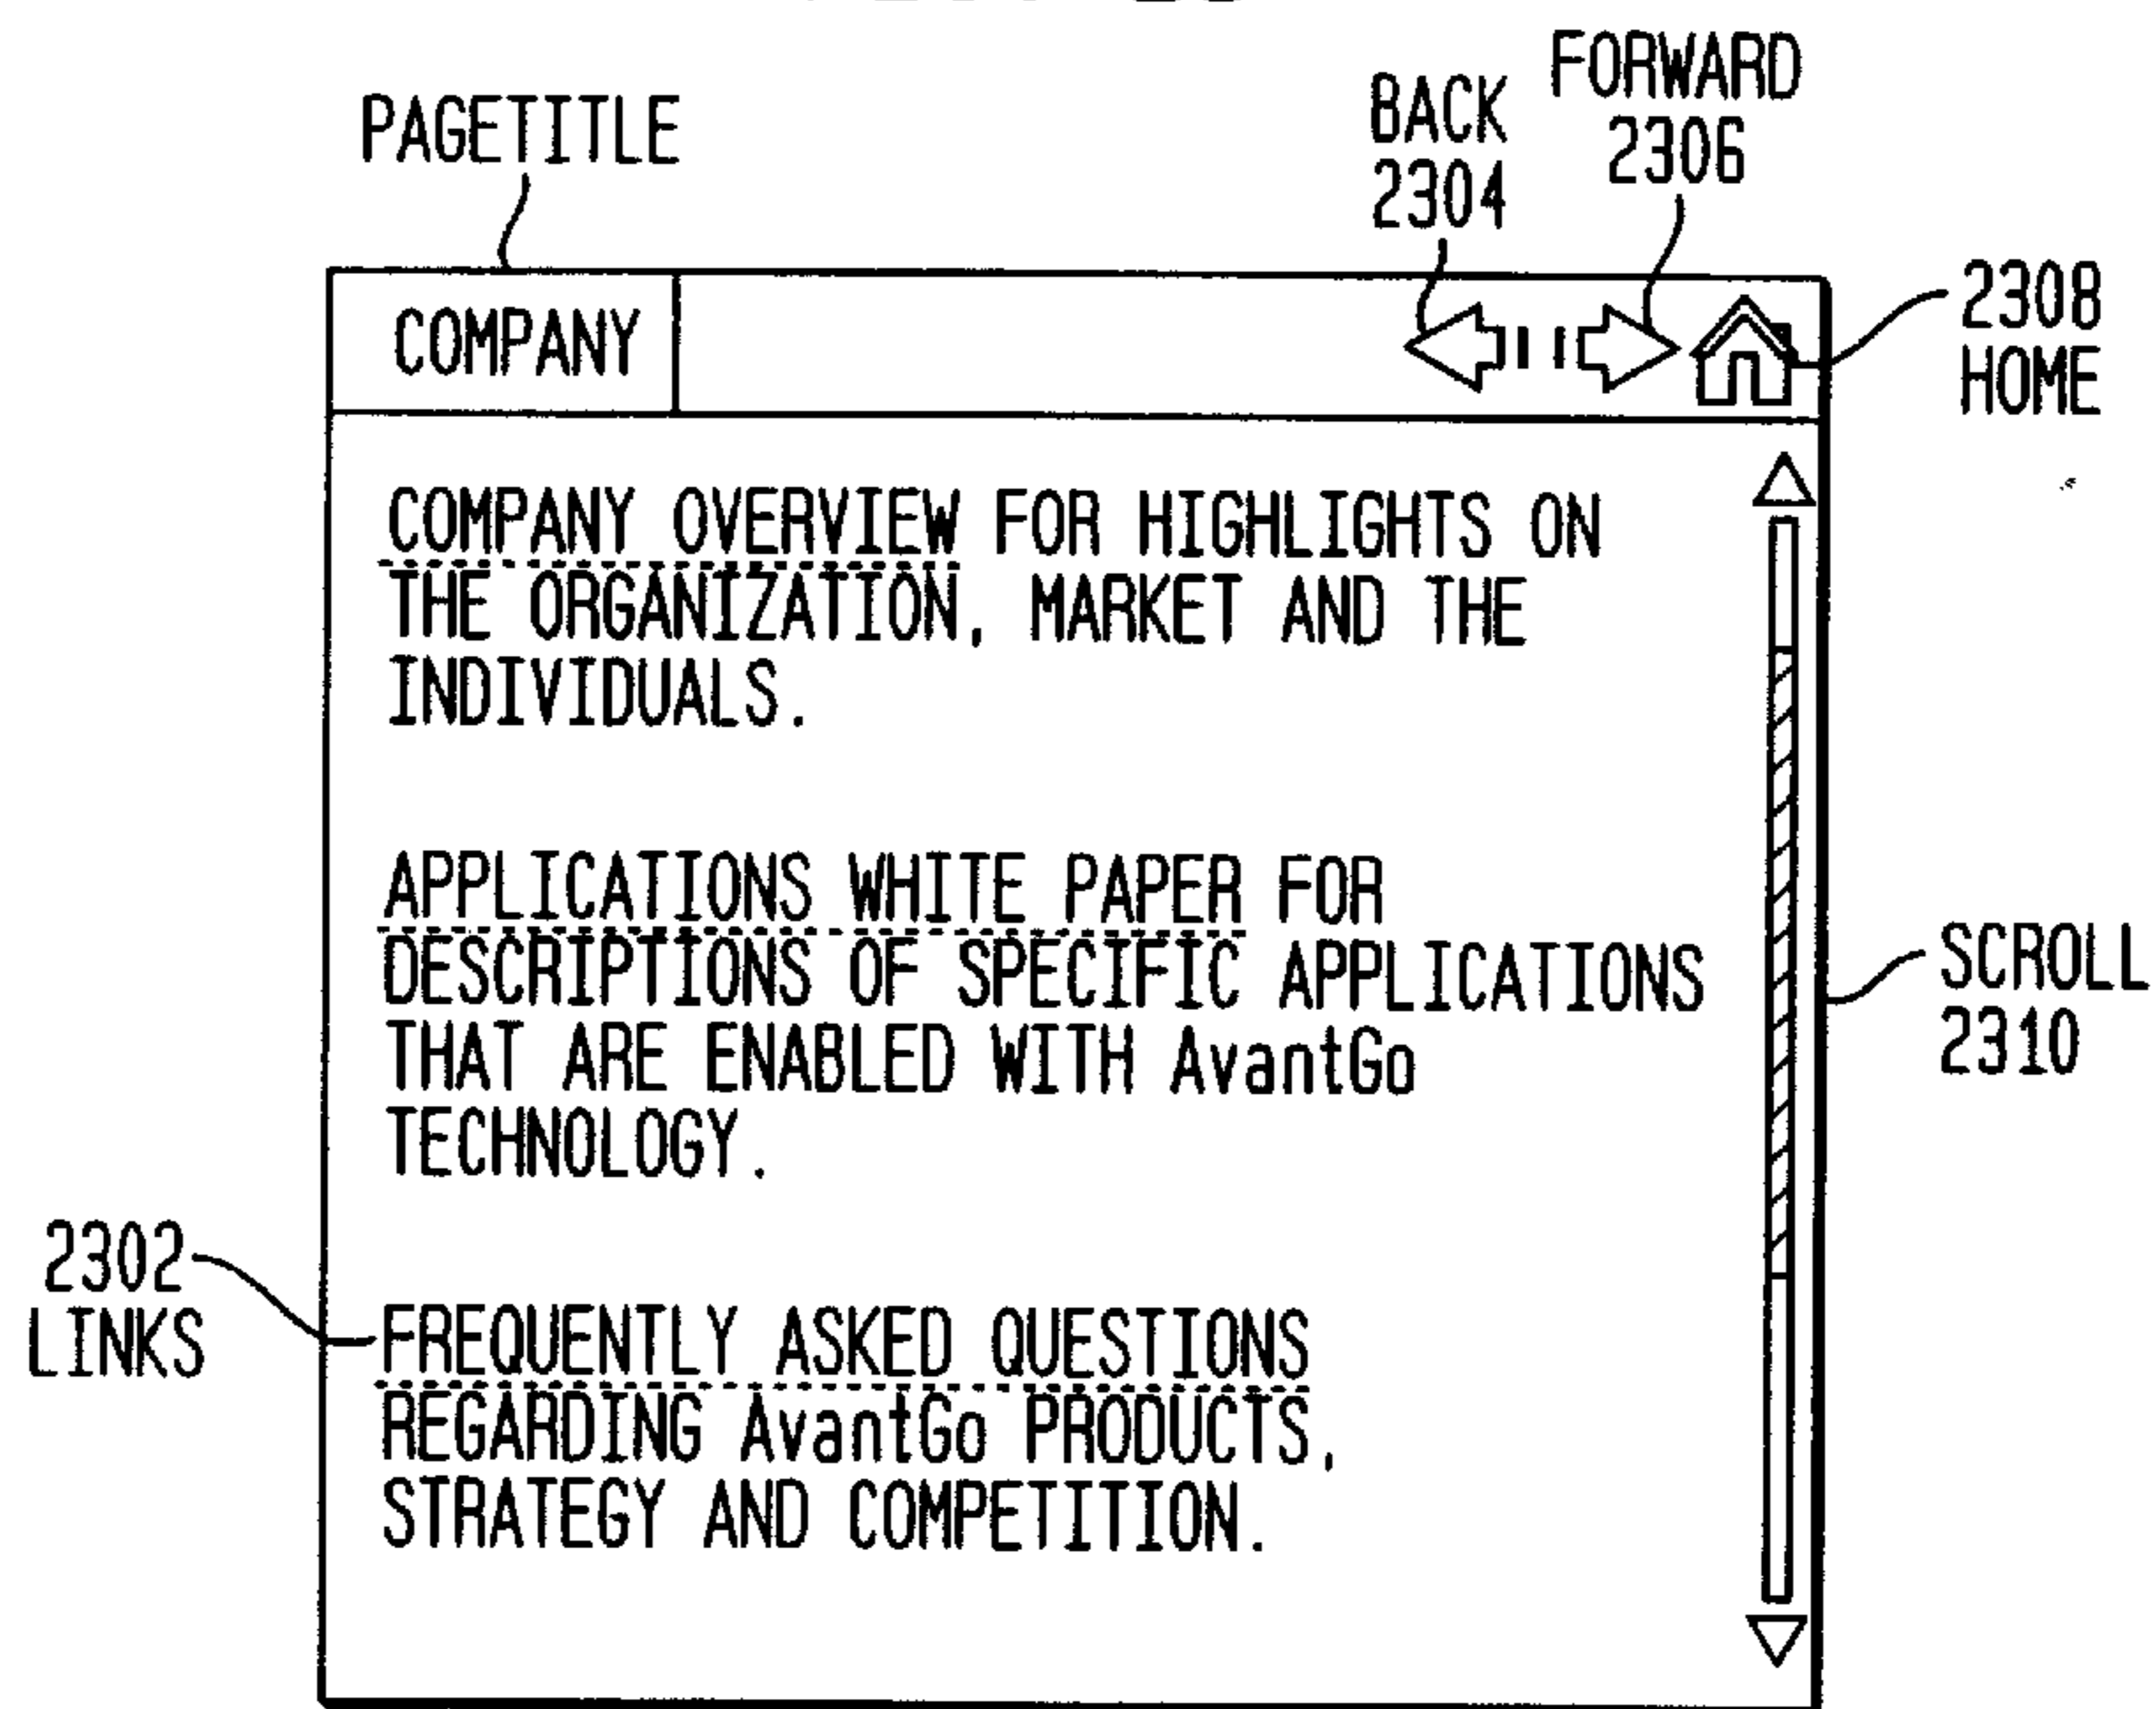 FORWARD
2306
BACK
2304
PAGETITLE
2308
HOME
COMPANY
COMPANY OVERVIEW FOR HIGHLIGHTS ON
THE ORGANIZATION, MARKET AND THE
INDIVIDUALS.
APPLICATIONS WHITE PAPER FOR
DESCRIPTIONS OF SPECIFIC APPLICATIONS
THAT ARE ENABLED WITH AvantGo
TECHNOLOGY.
SCROLL
2310
2302
LINKS
FREQUENTLY ASKED QUESTIONS
REGARDING AvantGo PRODUCTS,
STRATEGY AND COMPETITION.